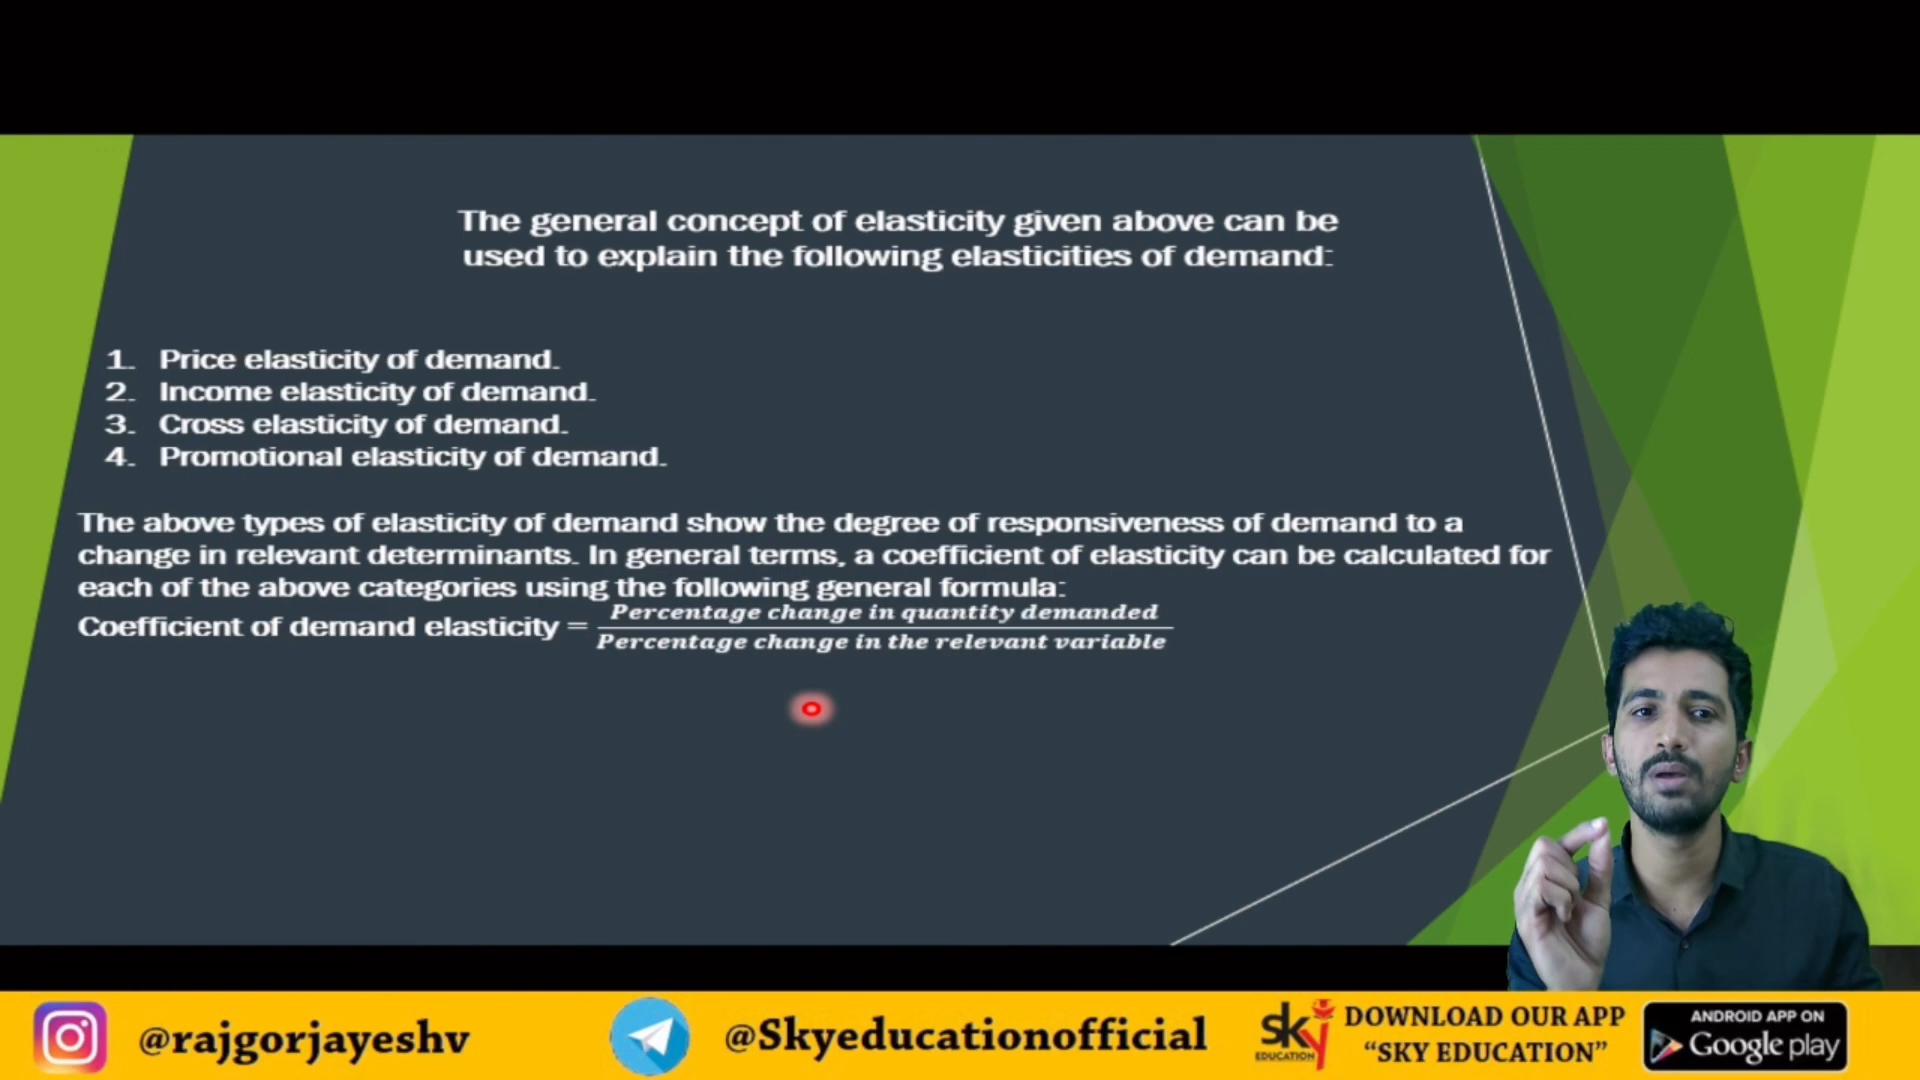 The general concept of elasticity given above can be
used to explain the following elasticities of demand:
1. Price elasticity of demand.
2. Income elasticity of demand.
3. Cross elasticity of demand.
4. Promotional elasticity of demand.
The above types of elasticity of demand show the degree of responsiveness of demand to a
change in relevant determinants. In general terms, a coefficient of elasticity can be calculated for
each of the above categories using the following general formula:
Coefficient of demand elasticity = Percentage change in quantity demanded
Percentage change in the relevant variable
@rajgorjayeshv
@Skyeducationofficial
sky
EDUCATION
DOWNLOAD OUR APP
“SKY EDUCATION”
ANDROID APP ON
Google play